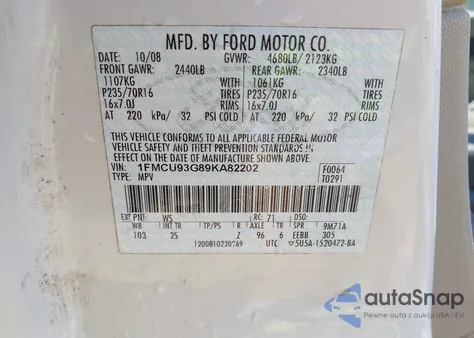 MFD. BY FORD MOTOR CO.
DATE: 10/08 GVWR: 4680LB/ 2123KG
FRONT GAWR: 2440LB REAR GAWR: 2340LB
1107KG WITH 1061KG WITH
P235/70R16 TIRES P235/70R16 TIRES
16x7.0J RIMS 16x7.0J RIMS
AT 220 kPa/ 32 PSI COLD AT 220 kPa/ 32 PSI COLD
THIS VEHICLE CONFORMS TO ALL APPLICABLE FEDERAL MOTOR
VEHICLE SAFETY AND THEFT PREVENTION STANDARDS IN
EFFECT ON THE DATE OF MANUFACTURE SHOWN ABOVE.
VIN: 1FMCU93G89KA82202 F0064
TYPE: MPV T0291
EXT PNT: WS RC: 71 DSO:
WB INT TR TP/PS R AXLE TR SPR 9M71A
103 2S Z 96 6 EEBB 305
UTC 5U5A-1520472-BA
autoSnap
Pewne auto z importu z USA i EU